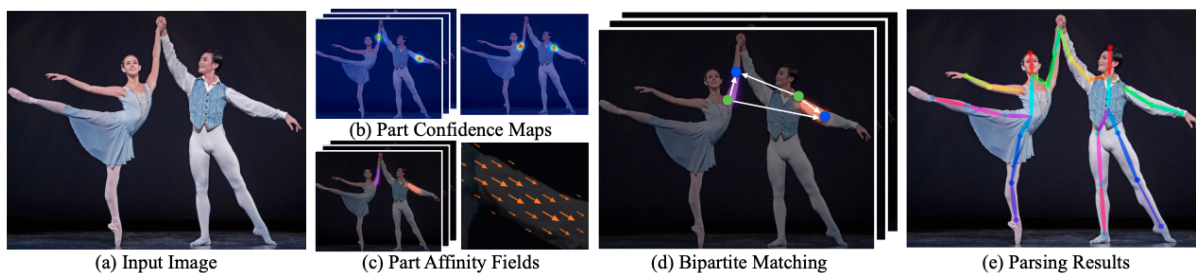 (a) Input Image
(b) Part Confidence Maps
(c) Part Affinity Fields
(d) Bipartite Matching
(e) Parsing Results